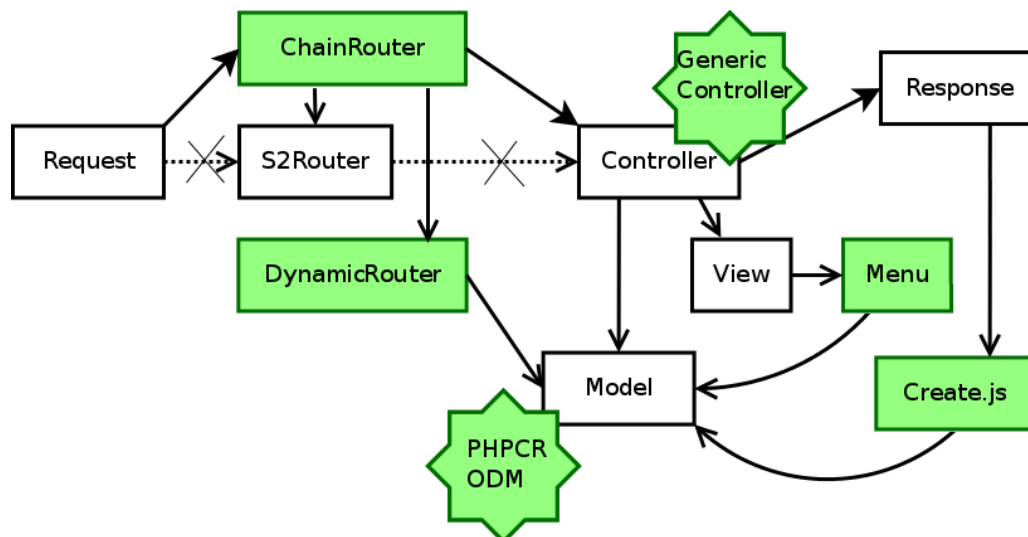 ChainRouter
Generic
Controller
Response
Request
S2Router
Controller
DynamicRouter
View
Menu
Model
Create.js
PHPCR
ODM